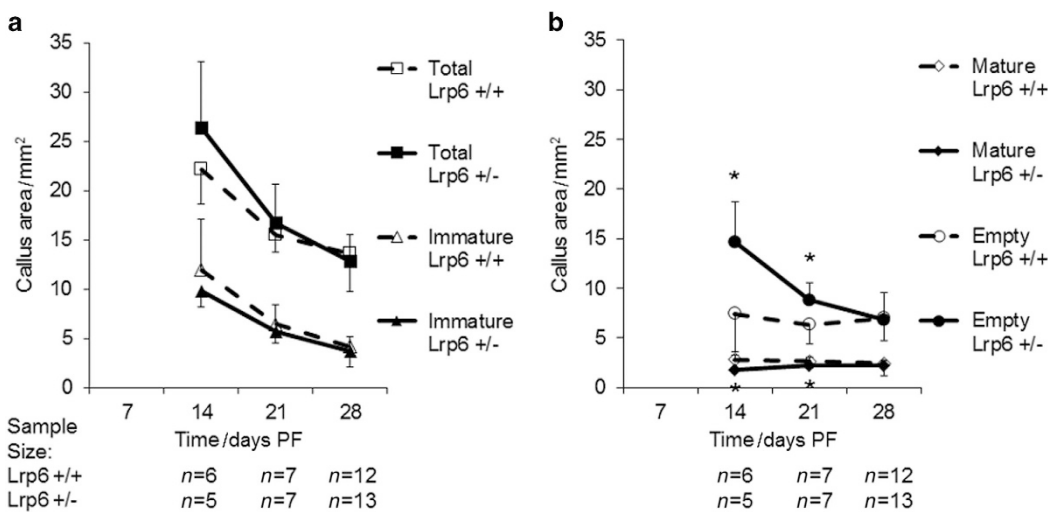 a
35
30
25
20
15
10
5
0
Callus area/mm²
7 14 21 28
Time/days PF
Total
Lrp6 +/+
Total
Lrp6 +/-
Immature
Lrp6 +/+
Immature
Lrp6 +/-
b
35
30
25
20
15
10
5
0
Callus area/mm²
* *
* *
7 14 21 28
Time/days PF
Mature
Lrp6 +/+
Mature
Lrp6 +/-
Empty
Lrp6 +/+
Empty
Lrp6 +/-
Sample
Size:
Lrp6 +/+ n=6 n=7 n=12 n=6 n=7 n=12
Lrp6 +/- n=5 n=7 n=13 n=5 n=7 n=13